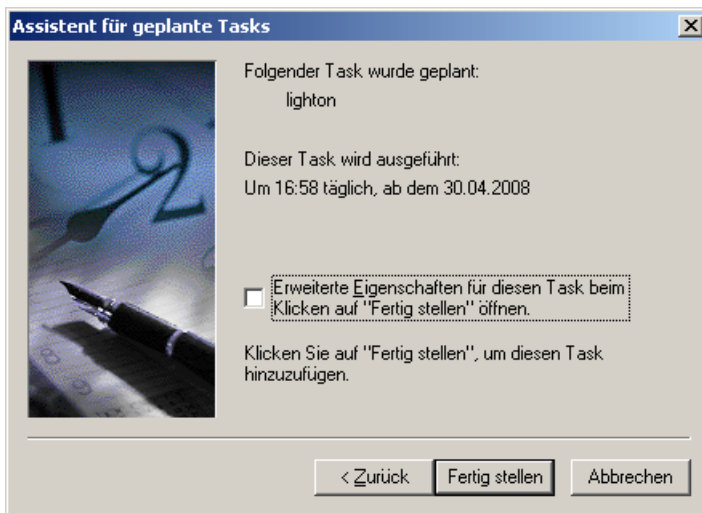 Assistent für geplante Tasks
Folgender Task wurde geplant:
lighton
Dieser Task wird ausgeführt:
Um 16:58 täglich, ab dem 30.04.2008
Erweiterte Eigenschaften für diesen Task beim
Klicken auf "Fertig stellen" öffnen.
Klicken Sie auf "Fertig stellen", um diesen Task
hinzuzufügen.
< Zurück
Fertig stellen
Abbrechen
2